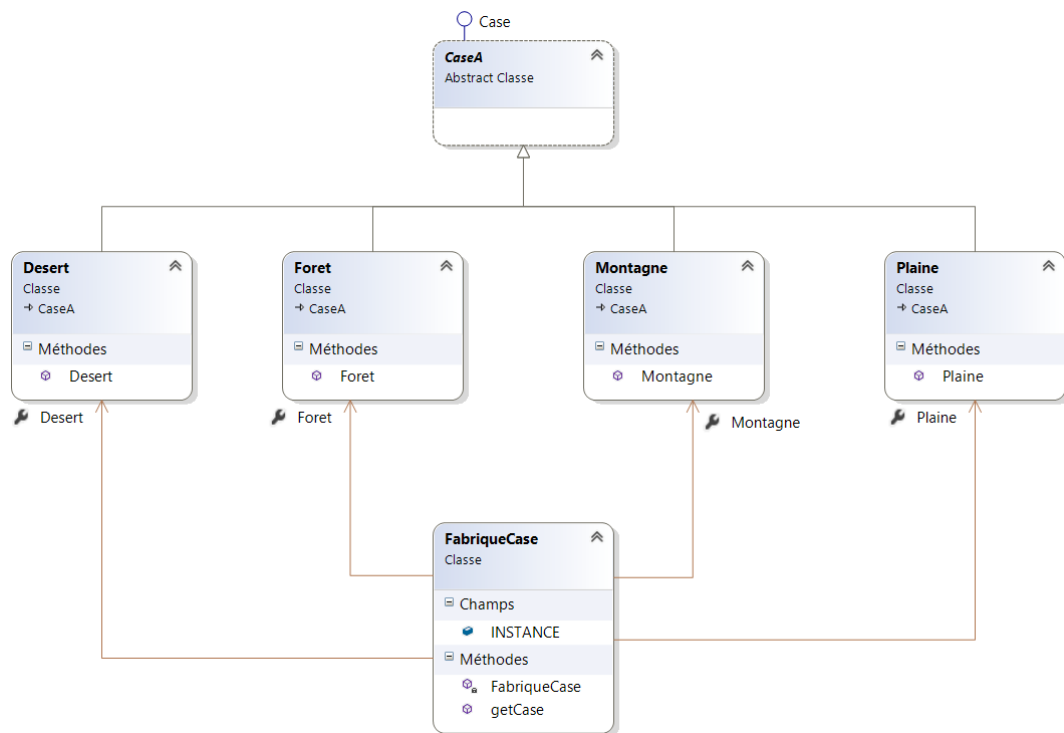 Case
CaseA
Abstract Classe
Desert
Classe
CaseA
Méthodes
Desert
Desert
Foret
Classe
CaseA
Méthodes
Foret
Foret
Montagne
Classe
CaseA
Méthodes
Montagne
Montagne
Plaine
Classe
CaseA
Méthodes
Plaine
Plaine
FabriqueCase
Classe
Champs
INSTANCE
Méthodes
FabriqueCase
getCase